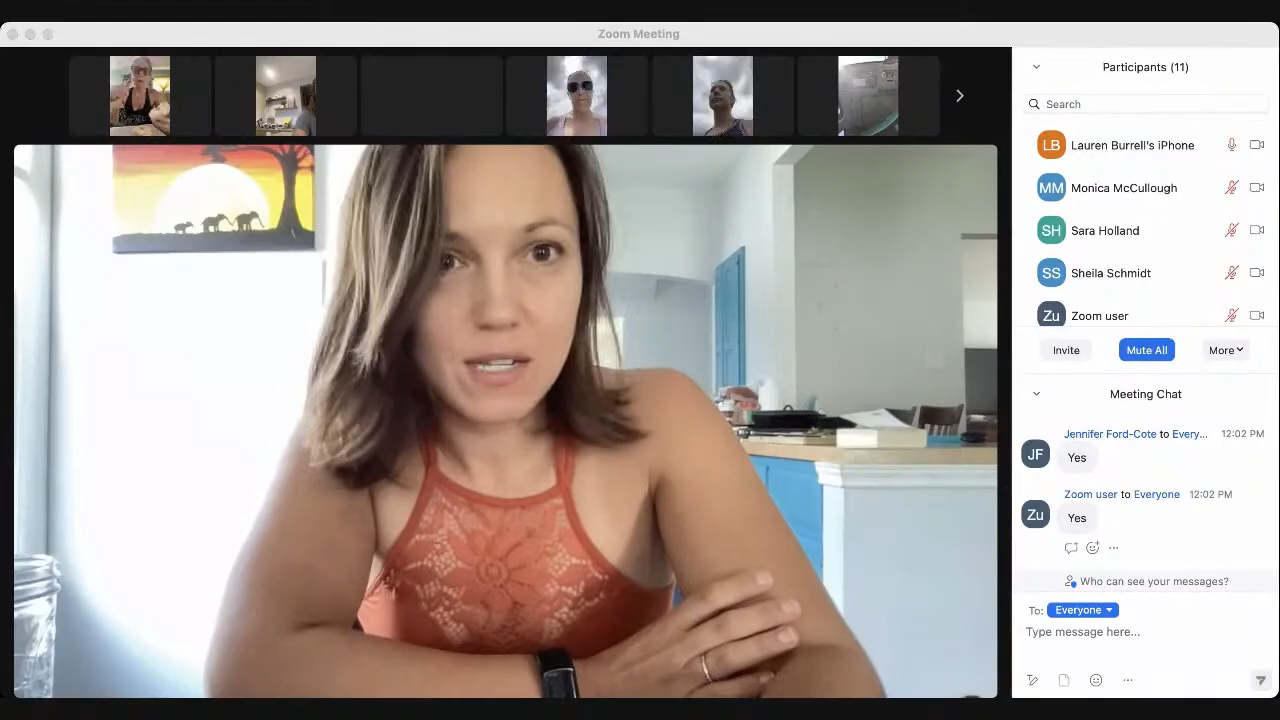 Zoom Meeting
Participants (11)
Search
LB Lauren Burrell's iPhone
MM Monica McCullough
SH Sara Holland
SS Sheila Schmidt
Zu Zoom user
Invite
Mute All
More
Meeting Chat
Jennifer Ford-Cote to Every... 12:02 PM
JF Yes
Zoom user to Everyone 12:02 PM
Zu Yes
Who can see your messages?
To: Everyone
Type message here...